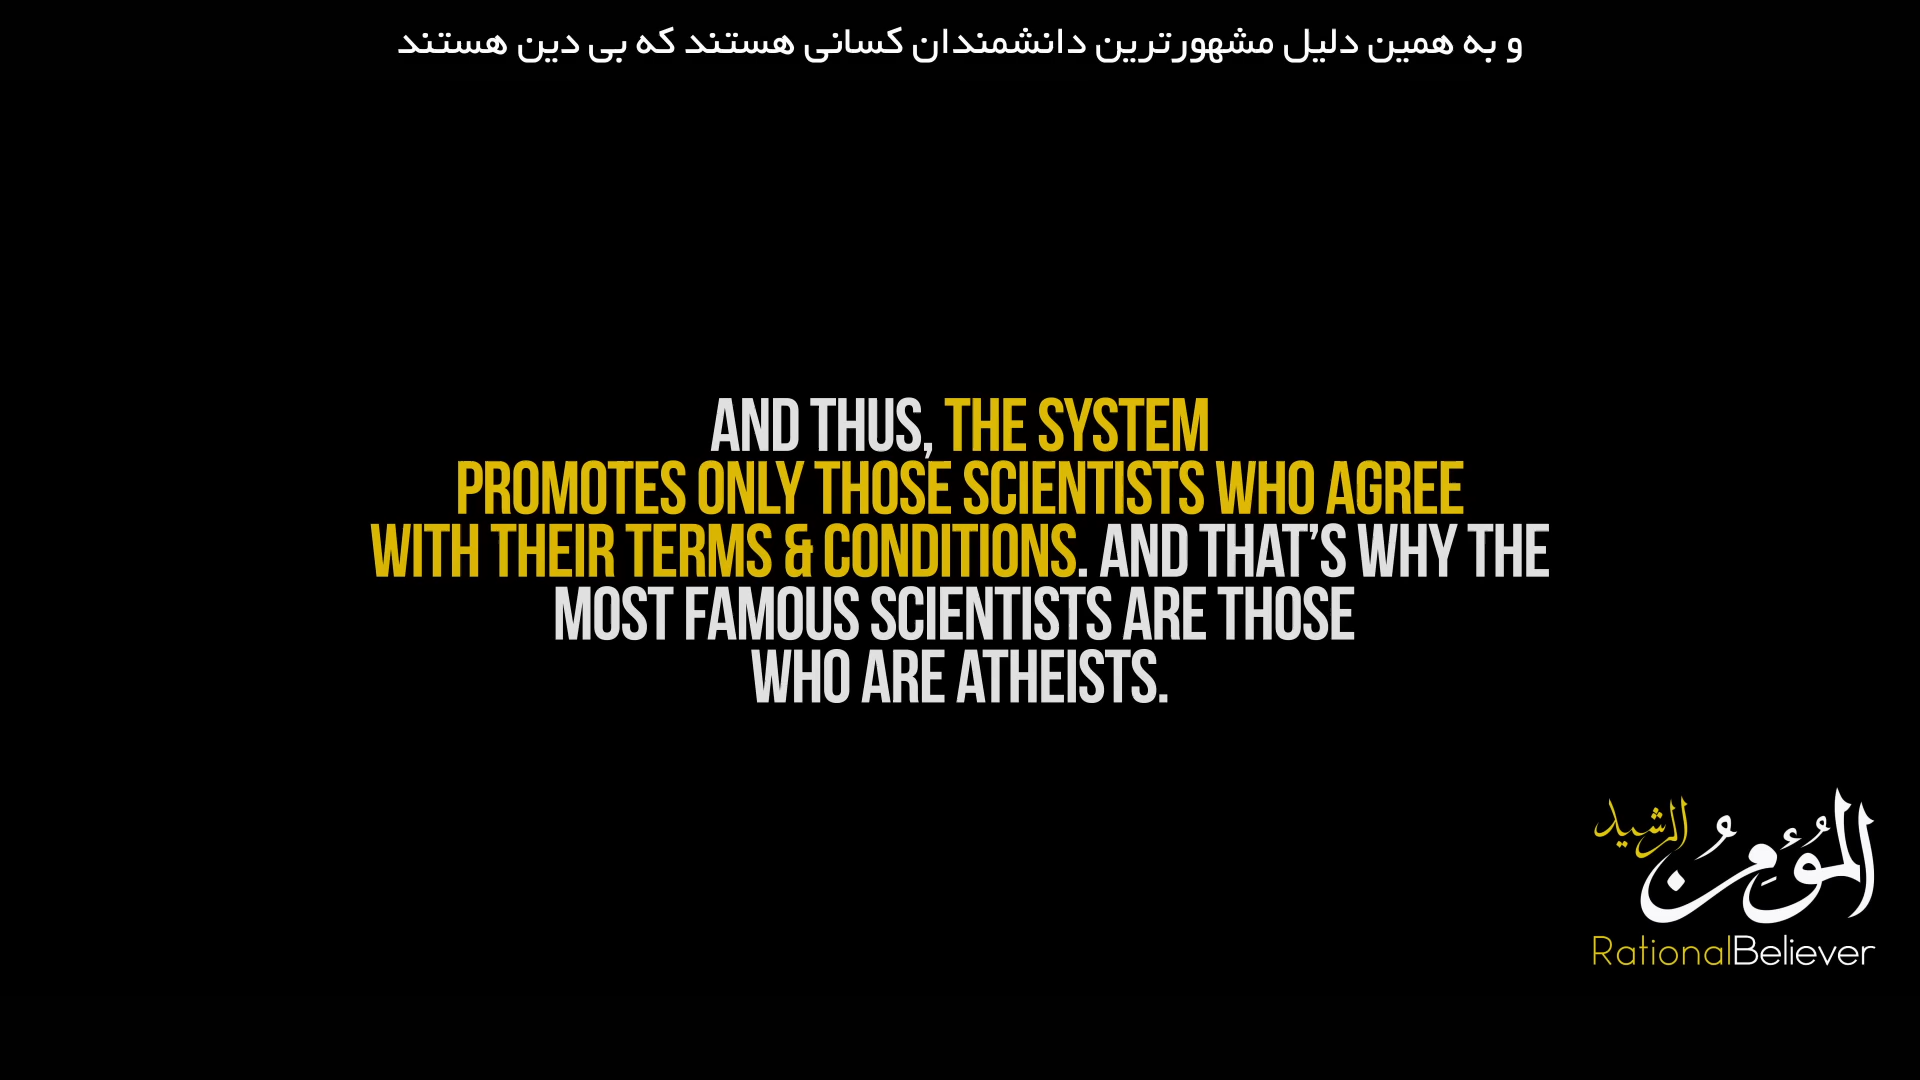 و به همین دلیل مشهورترین دانشمندان کسانی هستند که بی دین هستند
AND THUS, THE SYSTEM
PROMOTES ONLY THOSE SCIENTISTS WHO AGREE
WITH THEIR TERMS & CONDITIONS. AND THAT’S WHY THE
MOST FAMOUS SCIENTISTS ARE THOSE
WHO ARE ATHEISTS.
المُؤمِنُ الرشيد
RationalBeliever